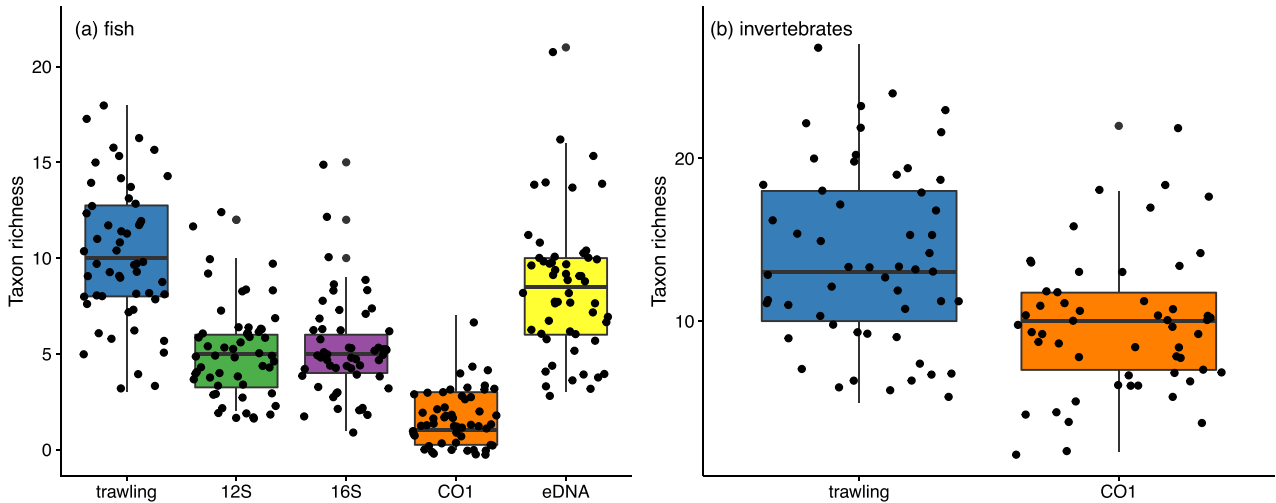 (a) fish
Taxon richness
20
15
10
5
0
trawling 12S 16S CO1 eDNA
(b) invertebrates
Taxon richness
20
10
trawling CO1